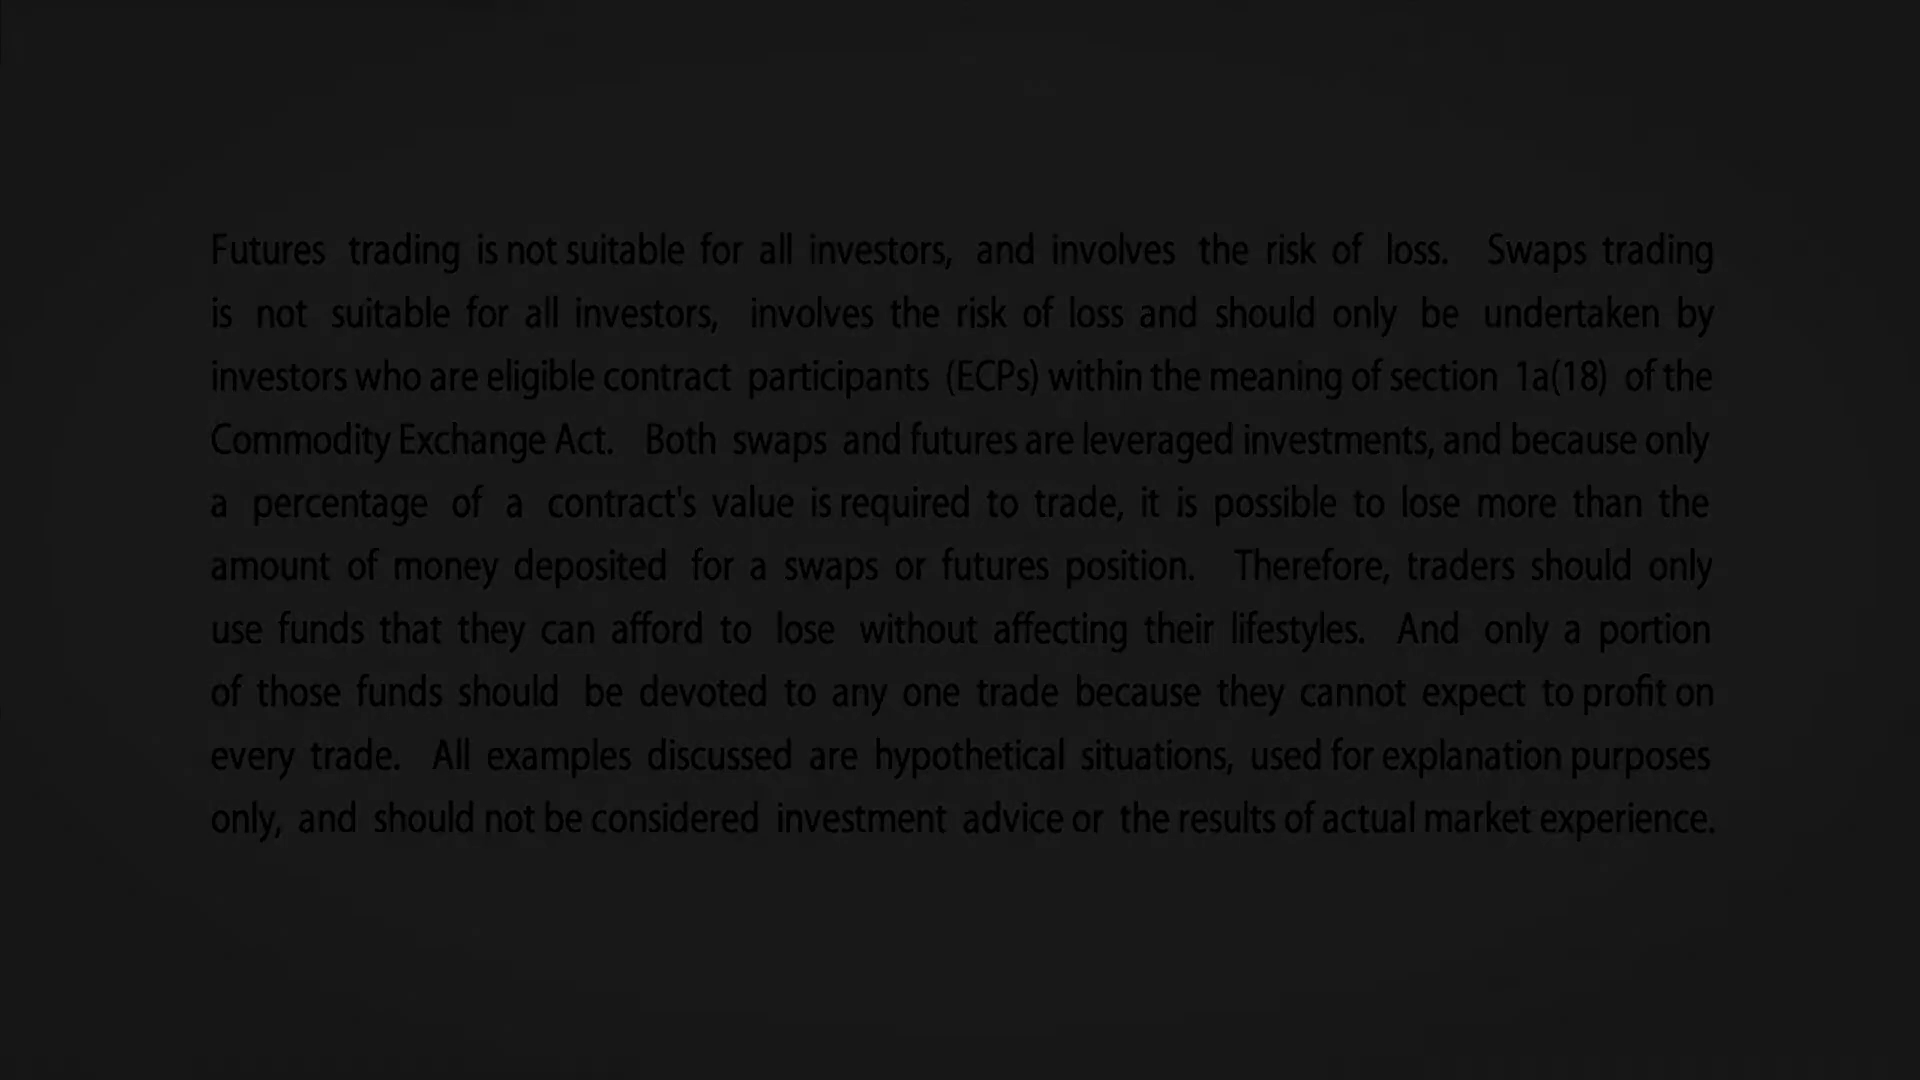 Futures trading is not suitable for all investors, and involves the risk of loss. Swaps trading
is not suitable for all investors, involves the risk of loss and should only be undertaken by
investors who are eligible contract participants (ECPs) within the meaning of section 1a(18) of the
Commodity Exchange Act. Both swaps and futures are leveraged investments, and because only
a percentage of a contract's value is required to trade, it is possible to lose more than the
amount of money deposited for a swaps or futures position. Therefore, traders should only
use funds that they can afford to lose without affecting their lifestyles. And only a portion
of those funds should be devoted to any one trade because they cannot expect to profit on
every trade. All examples discussed are hypothetical situations, used for explanation purposes
only, and should not be considered investment advice or the results of actual market experience.